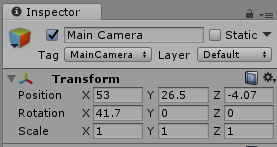 Inspector
Main Camera Static
Tag MainCamera Layer Default
Transform
Position X 53 Y 26.5 Z -4.07
Rotation X 41.7 Y 0 Z 0
Scale X 1 Y 1 Z 1